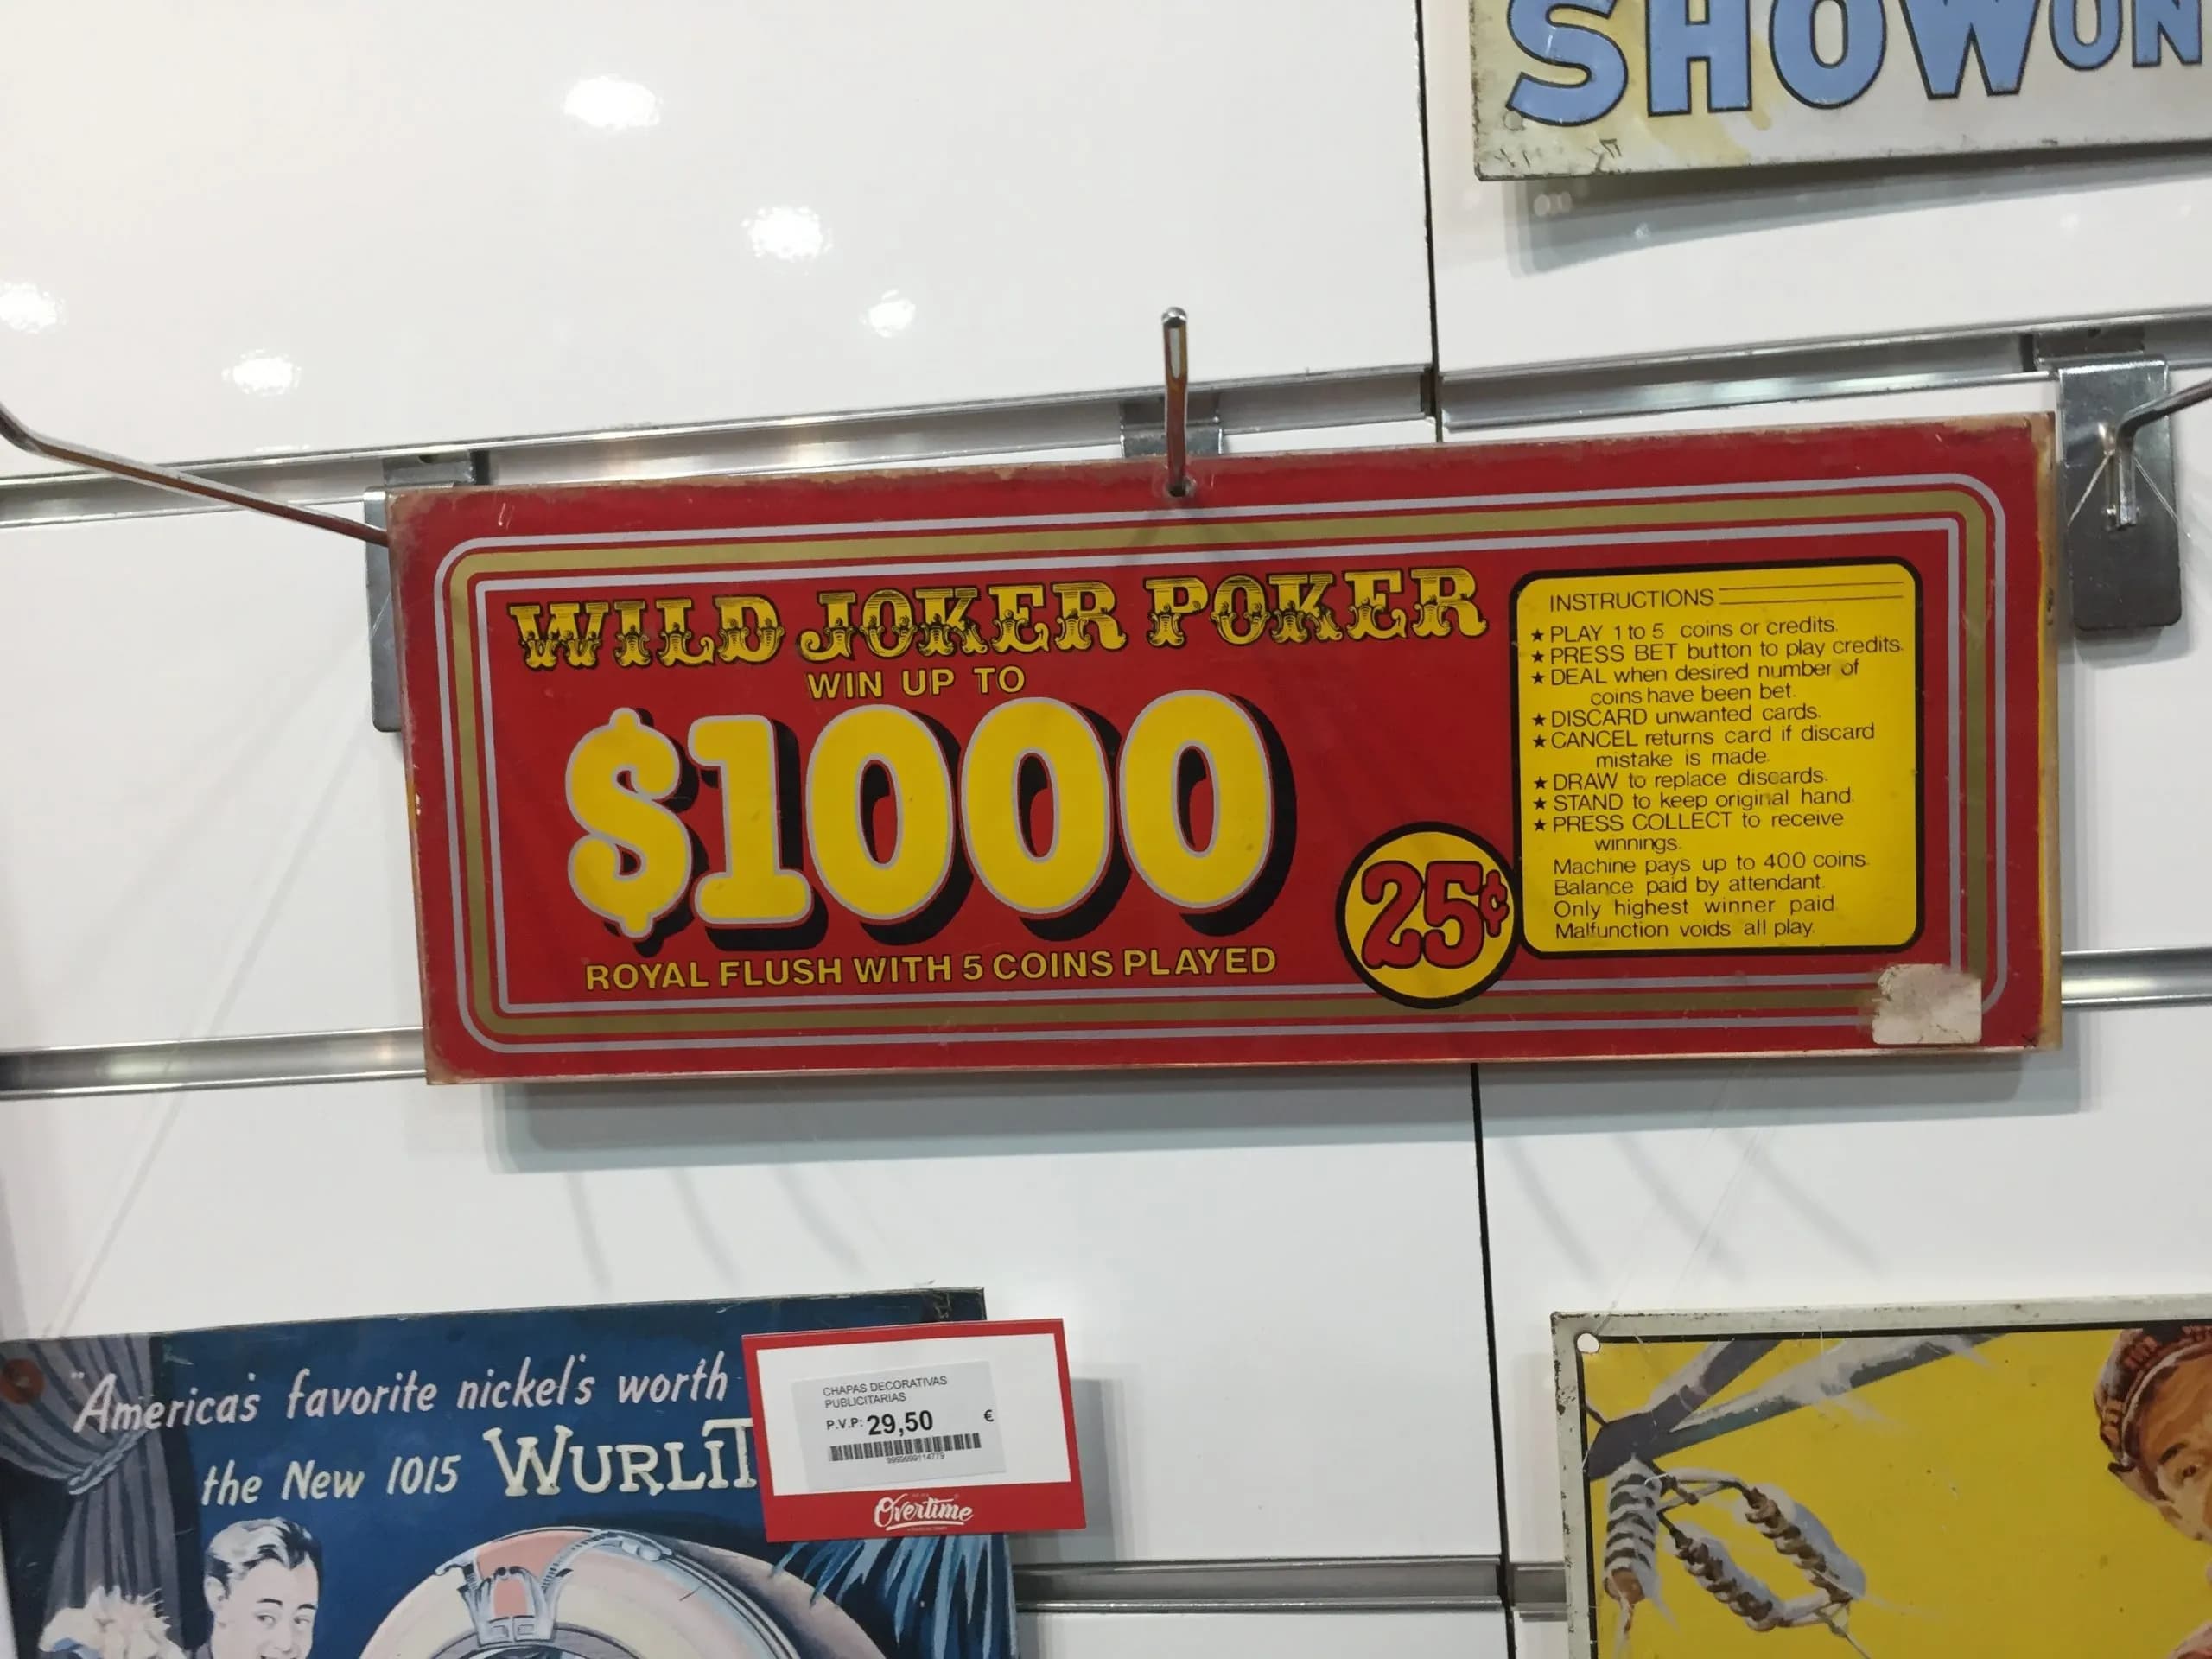 SHOWON
WILD JOKER POKER
WIN UP TO
$1000
ROYAL FLUSH WITH 5 COINS PLAYED
25¢
INSTRUCTIONS
★ PLAY 1 to 5 coins or credits.
★ PRESS BET button to play credits.
★ DEAL when desired number of
coins have been bet.
★ DISCARD unwanted cards.
★ CANCEL returns card if discard
mistake is made.
★ DRAW to replace discards.
★ STAND to keep original hand.
★ PRESS COLLECT to receive
winnings.
Machine pays up to 400 coins.
Balance paid by attendant.
Only highest winner paid
Malfunction voids all play.
"America's favorite nickel's worth
the New 1015 WURLIT
CHAPAS DECORATIVAS
PUBLICITARIAS
P.V.P: 29,50 €
Overtime